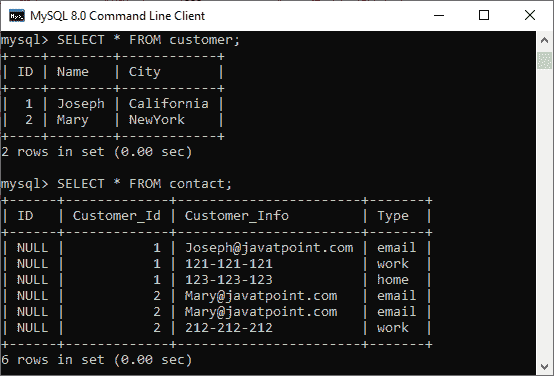 MySQL 8.0 Command Line Client
mysql> SELECT * FROM customer;
+----+--------+------------+
| ID | Name   | City       |
+----+--------+------------+
|  1 | Joseph | California |
|  2 | Mary   | NewYork    |
+----+--------+------------+
2 rows in set (0.00 sec)
mysql> SELECT * FROM contact;
+------+-------------+-----------------------+-------+
| ID   | Customer_Id | Customer_Info         | Type  |
+------+-------------+-----------------------+-------+
| NULL |           1 | Joseph@javatpoint.com | email |
| NULL |           1 | 121-121-121           | work  |
| NULL |           1 | 123-123-123           | home  |
| NULL |           2 | Mary@javatpoint.com   | email |
| NULL |           2 | Mary@javatpoint.com   | email |
| NULL |           2 | 212-212-212           | work  |
+------+-------------+-----------------------+-------+
6 rows in set (0.00 sec)